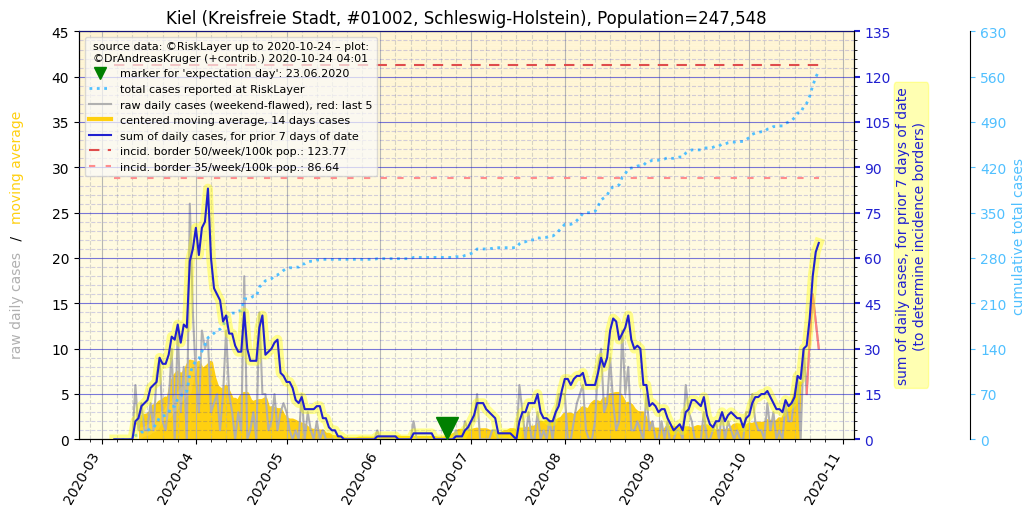 Kiel (Kreisfreie Stadt, #01002, Schleswig-Holstein), Population=247,548
source data: ©RiskLayer up to 2020-10-24 – plot:
©DrAndreasKruger (+contrib.) 2020-10-24 04:01
marker for 'expectation day': 23.06.2020
total cases reported at RiskLayer
raw daily cases (weekend-flawed), red: last 5
centered moving average, 14 days cases
sum of daily cases, for prior 7 days of date
incid. border 50/week/100k pop.: 123.77
incid. border 35/week/100k pop.: 86.64
raw daily cases / moving average
45
40
35
30
25
20
15
10
5
0
135
120
105
90
75
60
45
30
15
0
sum of daily cases, for prior 7 days of date
(to determine incidence borders)
630
560
490
420
350
280
210
140
70
0
cumulative total cases
2020-03
2020-04
2020-05
2020-06
2020-07
2020-08
2020-09
2020-10
2020-11